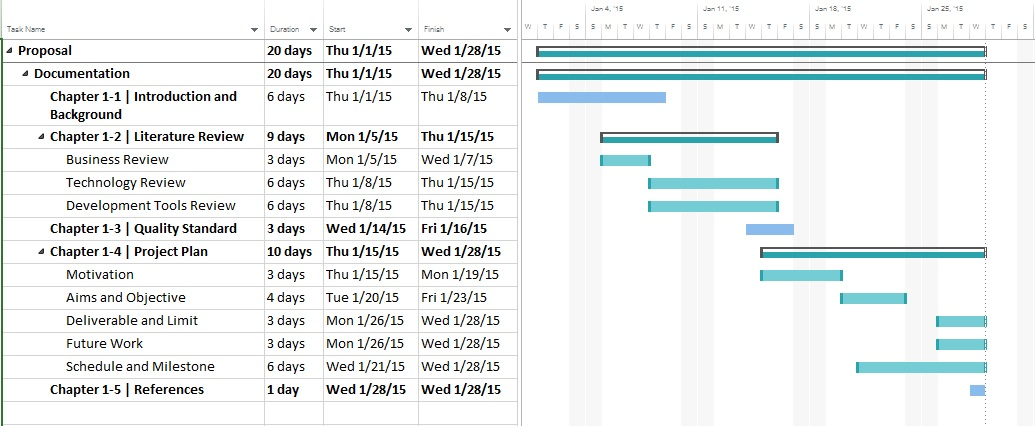 Jan 4, '15 Jan 11, '15 Jan 18, '15 Jan 25, '15
Task Name Duration Start Finish W T F S S M T W T F S S M T W T F S S M T W T F S S M T W T F S
Proposal 20 days Thu 1/1/15 Wed 1/28/15
Documentation 20 days Thu 1/1/15 Wed 1/28/15
Chapter 1-1 | Introduction and 6 days Thu 1/1/15 Thu 1/8/15
Background
Chapter 1-2 | Literature Review 9 days Mon 1/5/15 Thu 1/15/15
Business Review 3 days Mon 1/5/15 Wed 1/7/15
Technology Review 6 days Thu 1/8/15 Thu 1/15/15
Development Tools Review 6 days Thu 1/8/15 Thu 1/15/15
Chapter 1-3 | Quality Standard 3 days Wed 1/14/15 Fri 1/16/15
Chapter 1-4 | Project Plan 10 days Thu 1/15/15 Wed 1/28/15
Motivation 3 days Thu 1/15/15 Mon 1/19/15
Aims and Objective 4 days Tue 1/20/15 Fri 1/23/15
Deliverable and Limit 3 days Mon 1/26/15 Wed 1/28/15
Future Work 3 days Mon 1/26/15 Wed 1/28/15
Schedule and Milestone 6 days Wed 1/21/15 Wed 1/28/15
Chapter 1-5 | References 1 day Wed 1/28/15 Wed 1/28/15